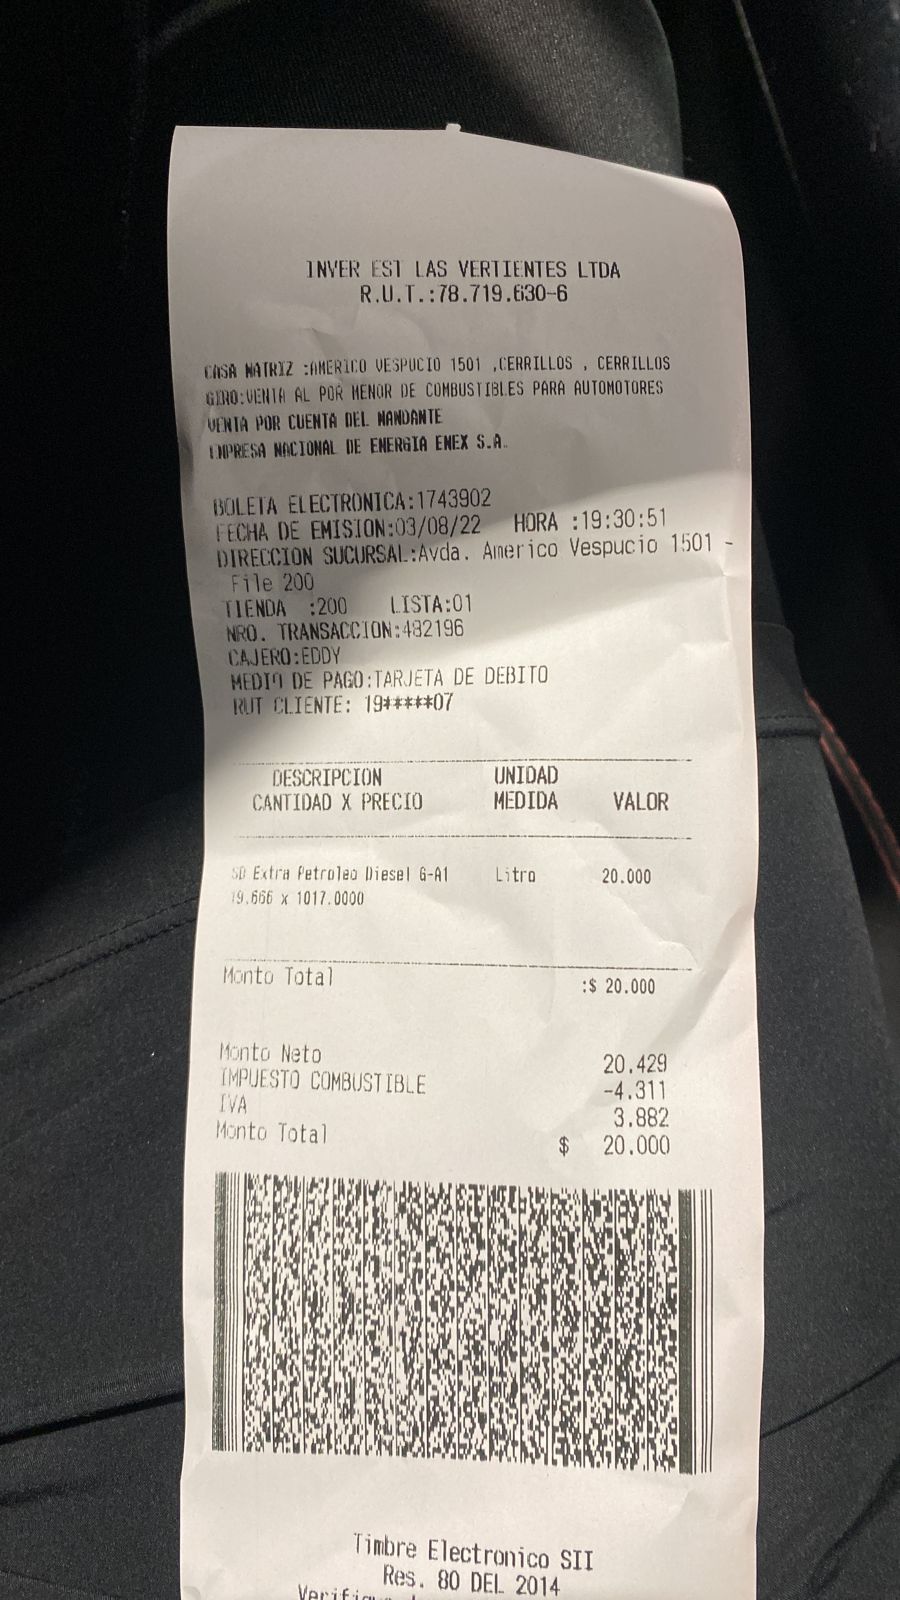 INVER EST LAS VERTIENTES LTDA
R.U.T.:78.719.630-6
CASA MATRIZ :AMERICO VESPUCIO 1501 ,CERRILLOS , CERRILLOS
GIRO:VENTA AL POR MENOR DE COMBUSTIBLES PARA AUTOMOTORES
VENTA POR CUENTA DEL MANDANTE
EMPRESA NACIONAL DE ENERGIA ENEX S.A.
BOLETA ELECTRONICA:1743902
FECHA DE EMISION:03/08/22 HORA :19:30:51
DIRECCION SUCURSAL:Avda. Americo Vespucio 1501 -
File 200
TIENDA :200 LISTA:01
NRO. TRANSACCION:482196
CAJERO:EDDY
MEDIO DE PAGO:TARJETA DE DEBITO
RUT CLIENTE: 19*****07
DESCRIPCION UNIDAD
CANTIDAD X PRECIO MEDIDA VALOR
SD Extra Petroleo Diesel G-A1 Litro 20.000
19.666 x 1017.0000
Monto Total :$ 20.000
Monto Neto 20.429
IMPUESTO COMBUSTIBLE -4.311
IVA 3.882
Monto Total $ 20.000
Timbre Electronico SII
Res. 80 DEL 2014